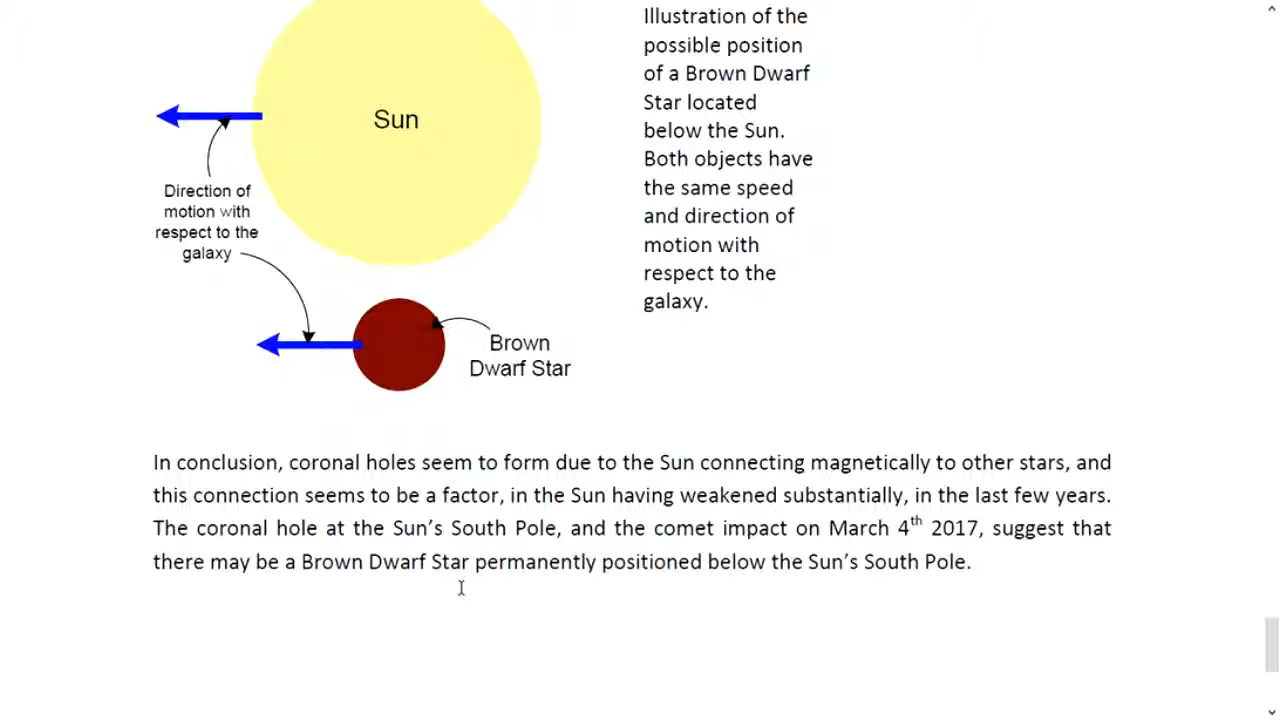 Illustration of the
possible position
of a Brown Dwarf
Star located
below the Sun.
Both objects have
the same speed
and direction of
motion with
respect to the
galaxy.
Sun
Direction of
motion with
respect to the
galaxy
Brown
Dwarf Star
In conclusion, coronal holes seem to form due to the Sun connecting magnetically to other stars, and
this connection seems to be a factor, in the Sun having weakened substantially, in the last few years.
The coronal hole at the Sun’s South Pole, and the comet impact on March 4th 2017, suggest that
there may be a Brown Dwarf Star permanently positioned below the Sun’s South Pole.